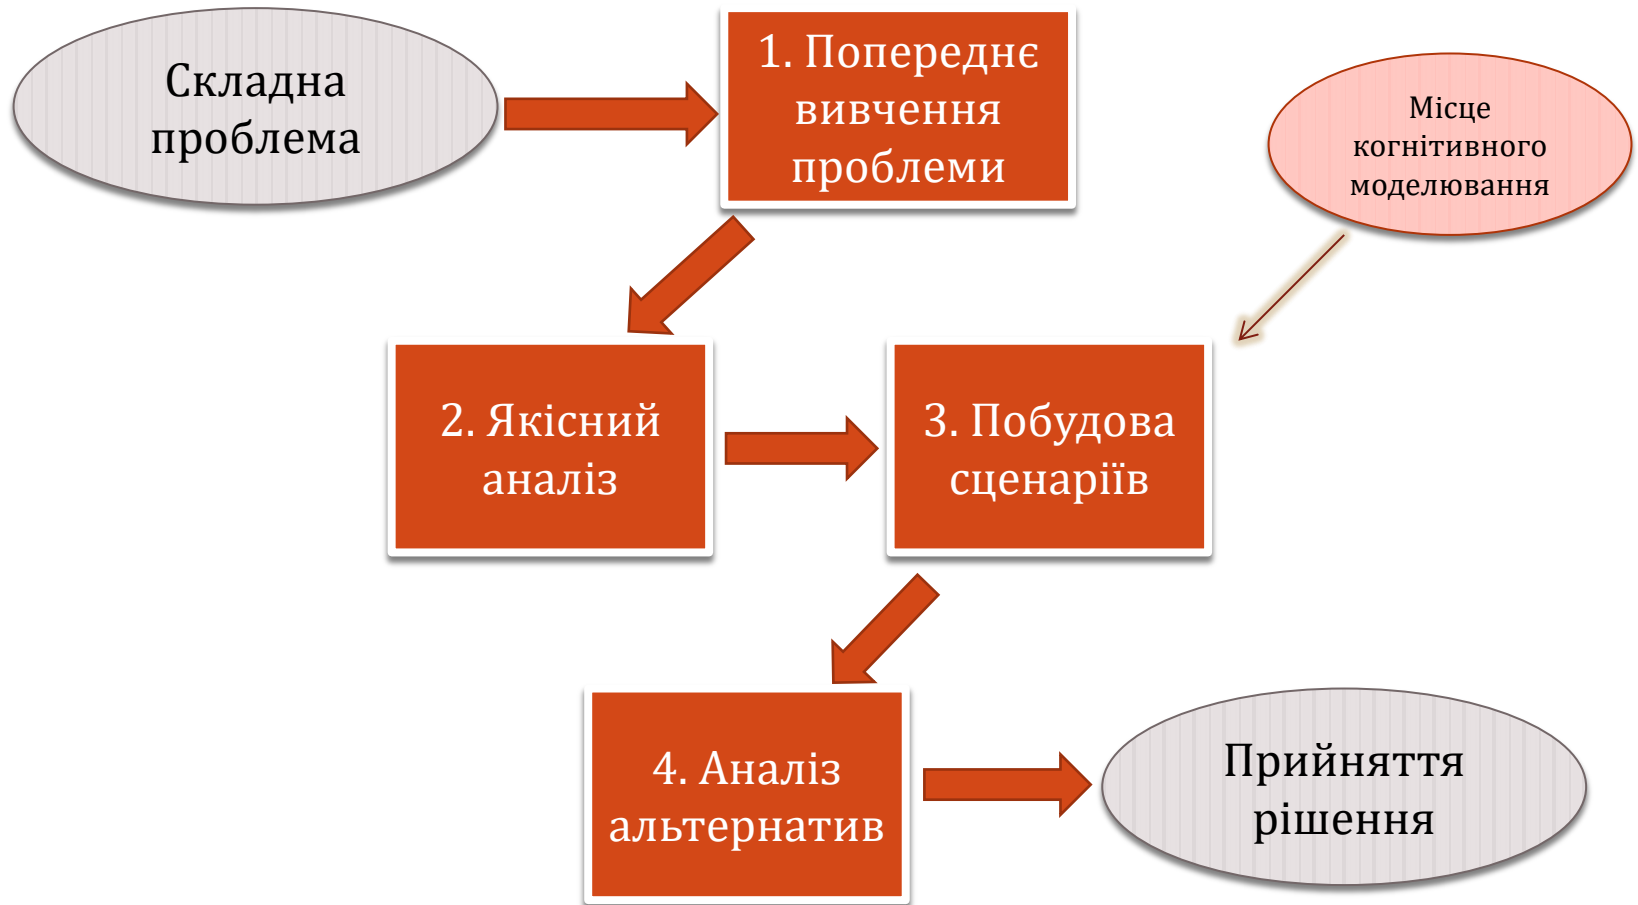 Складна
проблема
1. Попереднє
вивчення
проблеми
Місце
когнітивного
моделювання
2. Якісний
аналіз
3. Побудова
сценаріїв
4. Аналіз
альтернатив
Прийняття
рішення